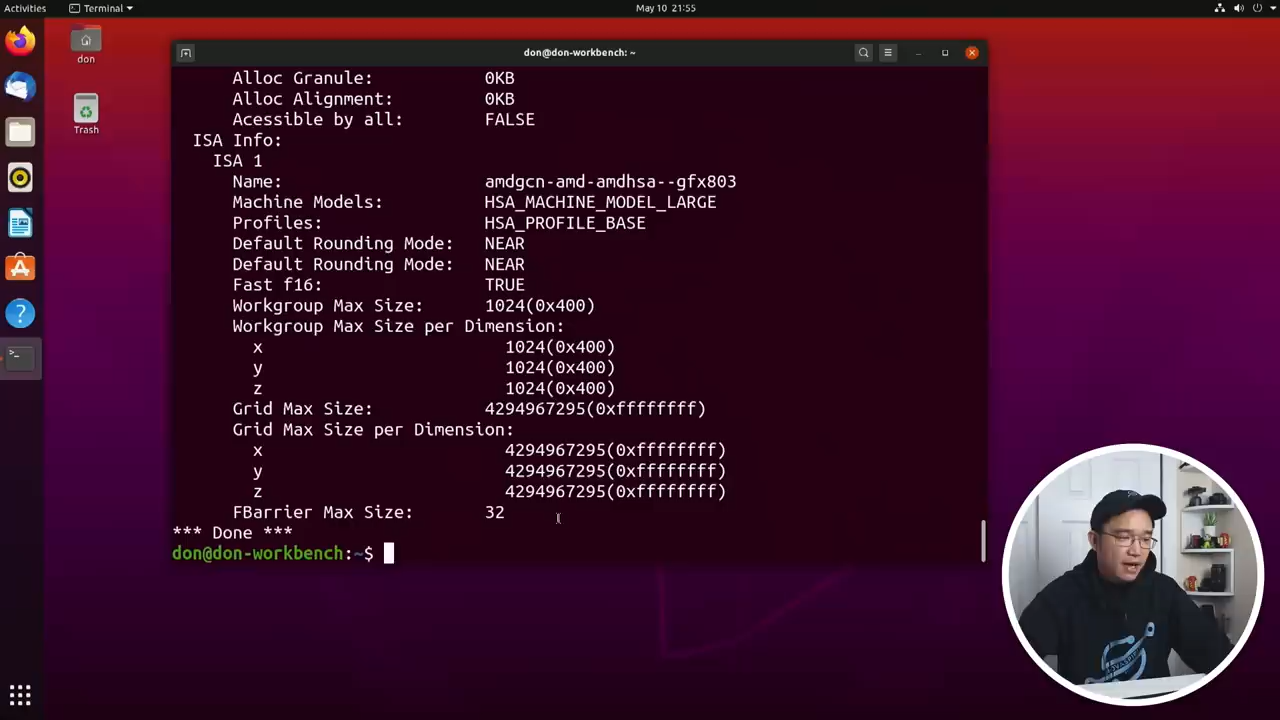 Activities
Terminal
May 10 21:55
don
Trash
don@don-workbench: ~
Alloc Granule: 0KB
Alloc Alignment: 0KB
Acessible by all: FALSE
ISA Info:
ISA 1
Name: amdgcn-amd-amdhsa--gfx803
Machine Models: HSA_MACHINE_MODEL_LARGE
Profiles: HSA_PROFILE_BASE
Default Rounding Mode: NEAR
Default Rounding Mode: NEAR
Fast f16: TRUE
Workgroup Max Size: 1024(0x400)
Workgroup Max Size per Dimension:
x 1024(0x400)
y 1024(0x400)
z 1024(0x400)
Grid Max Size: 4294967295(0xffffffff)
Grid Max Size per Dimension:
x 4294967295(0xffffffff)
y 4294967295(0xffffffff)
z 4294967295(0xffffffff)
FBarrier Max Size: 32
*** Done ***
don@don-workbench:~$